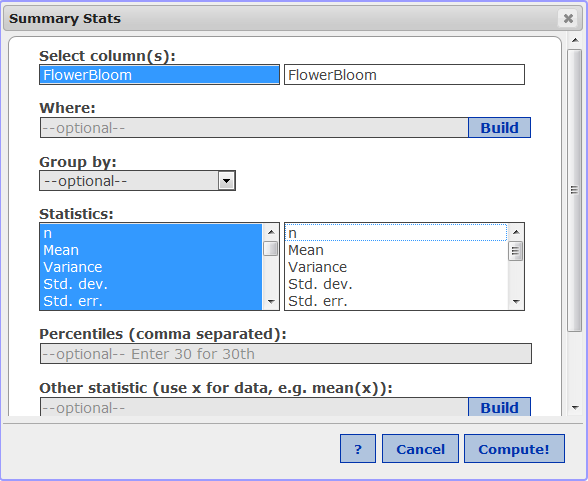 Summary Stats
Select column(s):
FlowerBloom FlowerBloom
Where:
--optional-- Build
Group by:
--optional--
Statistics:
n n
Mean Mean
Variance Variance
Std. dev. Std. dev.
Std. err. Std. err.
Percentiles (comma separated):
--optional-- Enter 30 for 30th
Other statistic (use x for data, e.g. mean(x)):
--optional-- Build
? Cancel Compute!